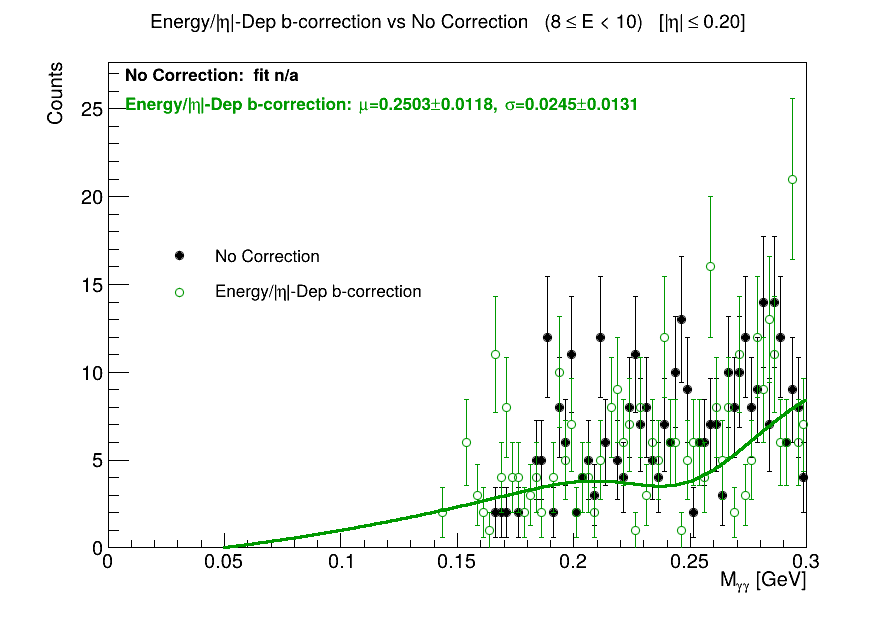 Energy/|η|-Dep b-correction vs No Correction (8 ≤ E < 10) [|η| ≤ 0.20]
Counts
No Correction: fit n/a
Energy/|η|-Dep b-correction: μ=0.2503±0.0118, σ=0.0245±0.0131
No Correction
Energy/|η|-Dep b-correction
25
20
15
10
5
0
0 0.05 0.1 0.15 0.2 0.25 0.3
Mγγ [GeV]